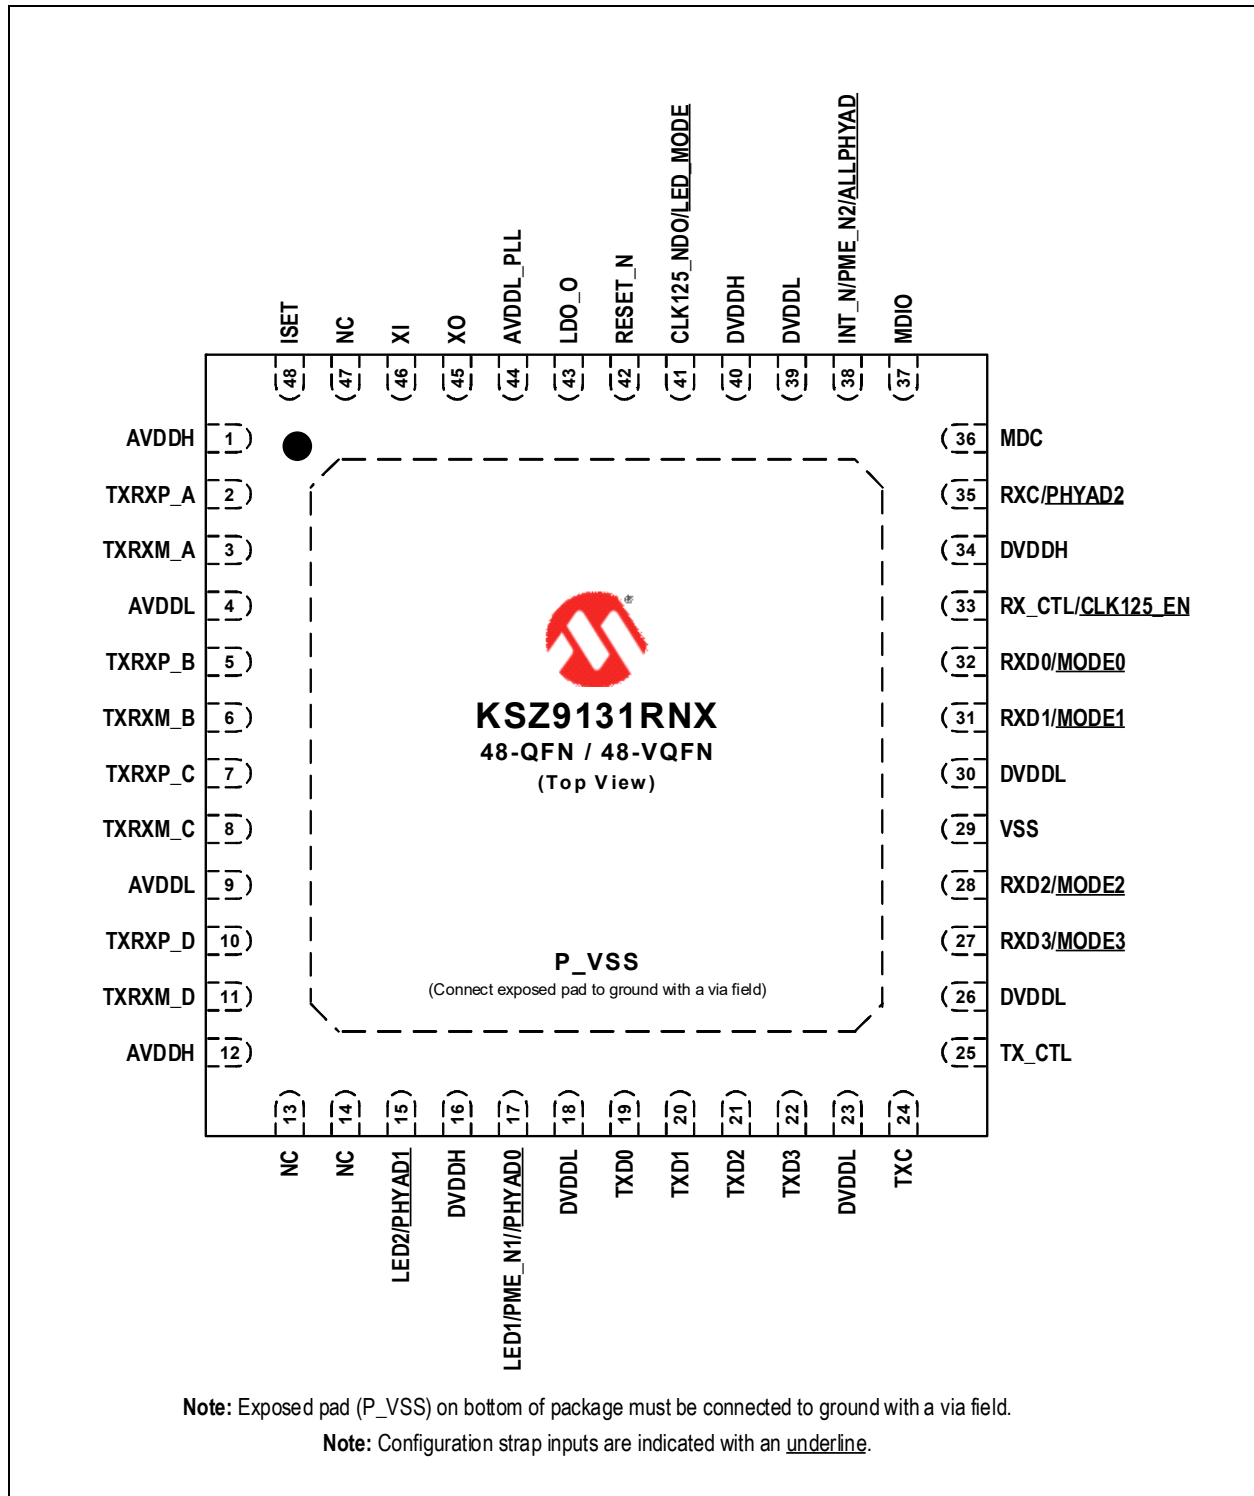 ISET
NC
XI
XO
AVDDL_PLL
LDO_O
RESET_N
CLK125_NDO/LED_MODE
DVDDH
DVDDL
INT_N/PME_N2/ALLPHYAD
MDIO
48 47 46 45 44 43 42 41 40 39 38 37
AVDDH 1
TXRXP_A 2
TXRXM_A 3
AVDDL 4
TXRXP_B 5
TXRXM_B 6
TXRXP_C 7
TXRXM_C 8
AVDDL 9
TXRXP_D 10
TXRXM_D 11
AVDDH 12
36 MDC
35 RXC/PHYAD2
34 DVDDH
33 RX_CTL/CLK125_EN
32 RXD0/MODE0
31 RXD1/MODE1
30 DVDDL
29 VSS
28 RXD2/MODE2
27 RXD3/MODE3
26 DVDDL
25 TX_CTL
®
KSZ9131RNX
48-QFN / 48-VQFN
(Top View)
P_VSS
(Connect exposed pad to ground with a via field)
13 14 15 16 17 18 19 20 21 22 23 24
NC
NC
LED2/PHYAD1
DVDDH
LED1/PME_N1//PHYAD0
DVDDL
TXD0
TXD1
TXD2
TXD3
DVDDL
TXC
Note: Exposed pad (P_VSS) on bottom of package must be connected to ground with a via field.
Note: Configuration strap inputs are indicated with an underline.